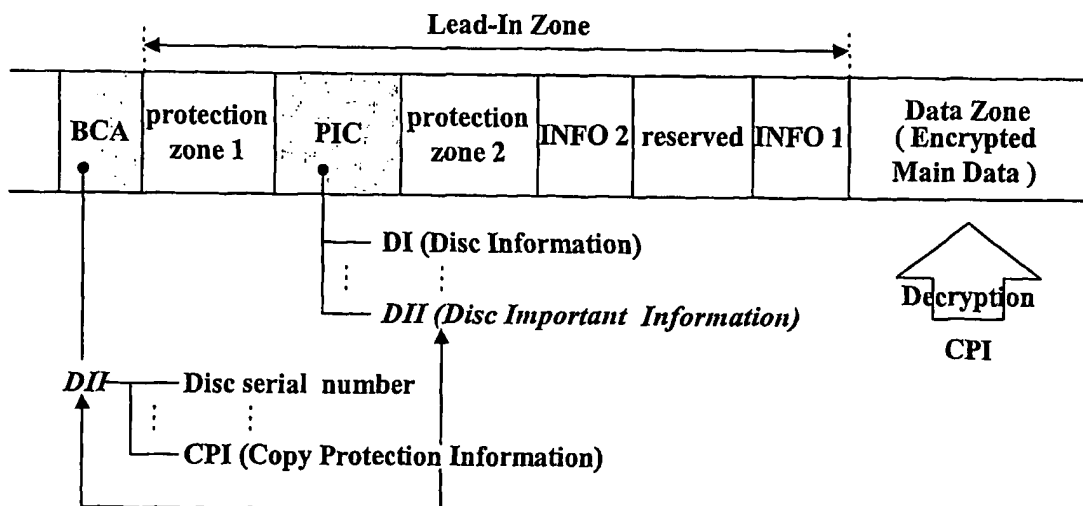 Lead-In Zone
BCA
protection
zone 1
PIC
protection
zone 2
INFO 2
reserved
INFO 1
Data Zone
( Encrypted
Main Data )
DI (Disc Information)
DII (Disc Important Information)
Decryption
CPI
DII
Disc serial number
CPI (Copy Protection Information)